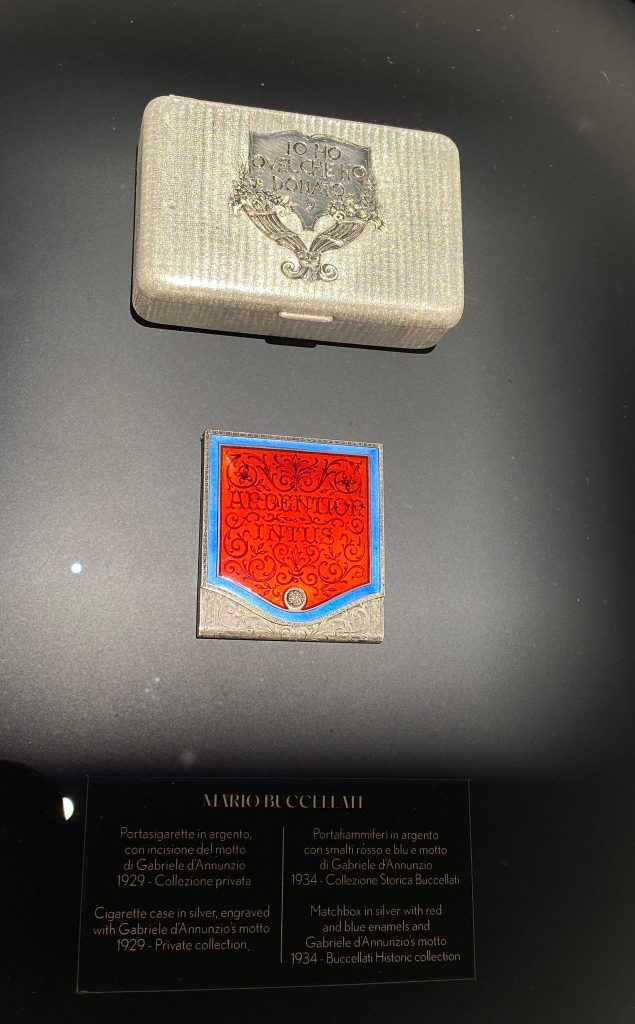 IO HO
QVEL CHE HO
DONATO
ARDENTIOR
INTUS
MARIO BUCCELLATI
Portasigarette in argento,
con incisione del motto
di Gabriele d'Annunzio
1929 - Collezione privata
Cigarette case in silver, engraved
with Gabriele d'Annunzio's motto
1929 - Private collection,
Portafiammiferi in argento
con smalti rosso e blu e motto
di Gabriele d'Annunzio
1934 - Collezione Storica Buccellati
Matchbox in silver with red
and blue enamels and
Gabriele d'Annunzio's motto
1934 - Buccellati Historic collection